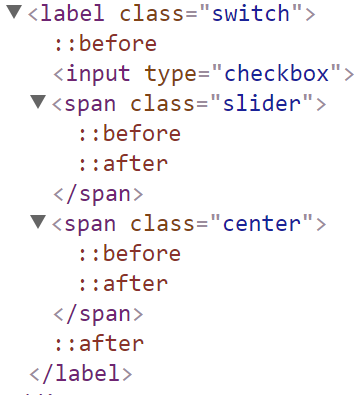 ▼<label class="switch">
::before
<input type="checkbox">
▼<span class="slider">
::before
::after
</span>
▼<span class="center">
::before
::after
</span>
::after
</label>